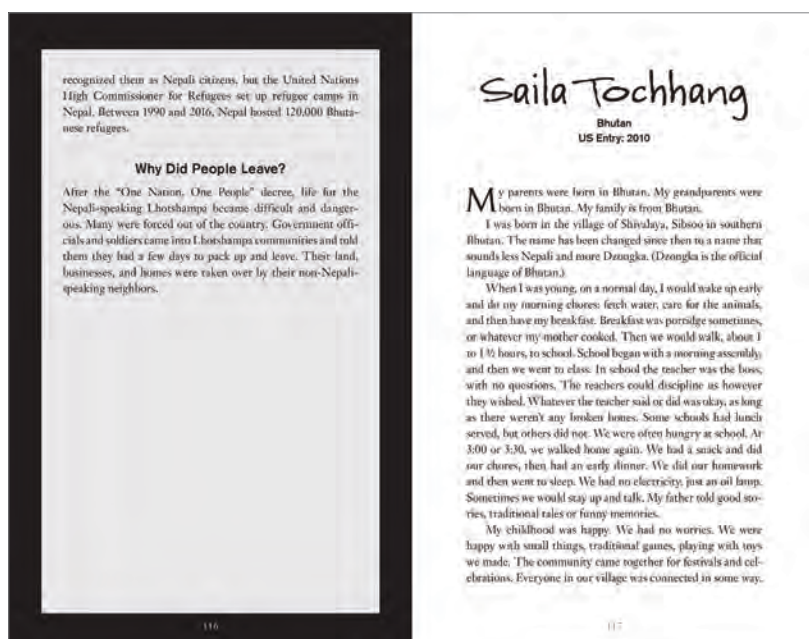 recognized them as Nepali citizens, but the United Nations
High Commissioner for Refugees set up refugee camps in
Nepal. Between 1990 and 2016, Nepal hosted 120,000 Bhuta-
nese refugees.
Why Did People Leave?
After the “One Nation, One People” decree, life for the
Nepali-speaking Lhotshampa became difficult and danger-
ous. Many were forced out of the country. Government offi-
cials and soldiers came into Lhotshampa communities and told
them they had a few days to pack up and leave. Their land,
businesses, and homes were taken over by their non-Nepali-
speaking neighbors.
116
Saila Tochhang
Bhutan
US Entry: 2010
My parents were born in Bhutan. My grandparents were
born in Bhutan. My family is from Bhutan.
I was born in the village of Shivalaya, Sibsoo in southern
Bhutan. The name has been changed since then to a name that
sounds less Nepali and more Dzongka. (Dzongka is the official
language of Bhutan.)
When I was young, on a normal day, I would wake up early
and do my morning chores: fetch water, care for the animals,
and then have my breakfast. Breakfast was porridge sometimes,
or whatever my mother cooked. Then we would walk, about 1
to 1 ½ hours, to school. School began with a morning assembly,
and then we went to class. In school the teacher was the boss,
with no questions. The teachers could discipline us however
they wished. Whatever the teacher said or did was okay, as long
as there weren’t any broken bones. Some schools had lunch
served, but others did not. We were often hungry at school. At
3:00 or 3:30, we walked home again. We had a snack and did
our chores, then had an early dinner. We did our homework
and then went to sleep. We had no electricity, just an oil lamp.
Sometimes we would stay up and talk. My father told good sto-
ries, traditional tales or funny memories.
My childhood was happy. We had no worries. We were
happy with small things, traditional games, playing with toys
we made. The community came together for festivals and cel-
ebrations. Everyone in our village was connected in some way.
117